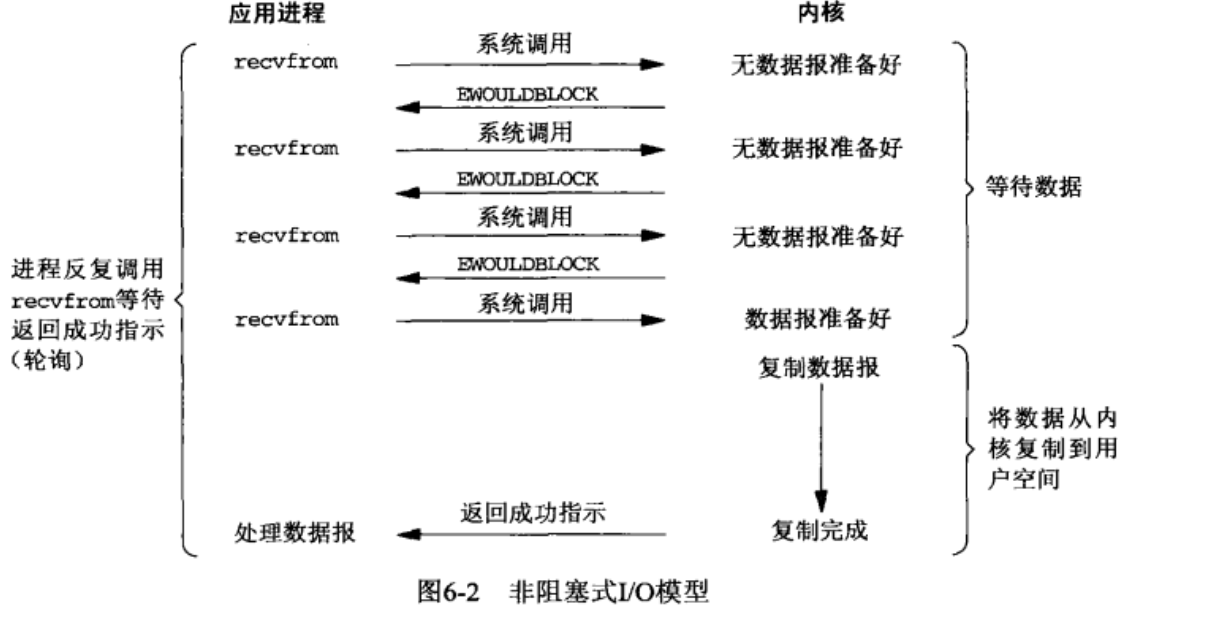 应用进程 内核
recvfrom 系统调用 无数据报准备好
EWOULDBLOCK
recvfrom 系统调用 无数据报准备好
EWOULDBLOCK
recvfrom 系统调用 无数据报准备好
EWOULDBLOCK
recvfrom 系统调用 数据报准备好
进程反复调用
recvfrom等待
返回成功指示
(轮询)
等待数据
复制数据报
将数据从内
核复制到用
户空间
处理数据报 返回成功指示 复制完成
图6-2 非阻塞式I/O模型